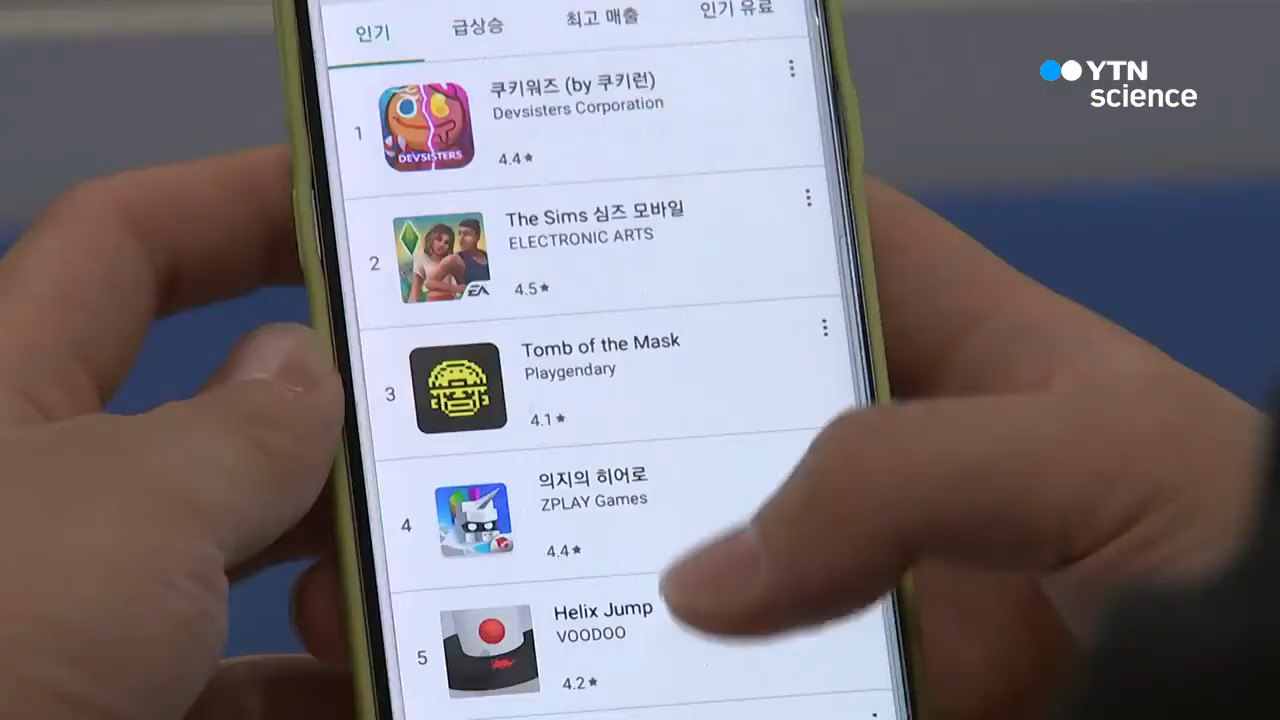 인기 급상승 최고 매출 인기 유료
YTN
science
1
쿠키워즈 (by 쿠키런)
Devsisters Corporation
4.4★
DEVSISTERS
2
The Sims 심즈 모바일
ELECTRONIC ARTS
4.5★
EA
3
Tomb of the Mask
Playgendary
4.1★
4
의지의 히어로
ZPLAY Games
4.4★
5
Helix Jump
VOODOO
4.2★